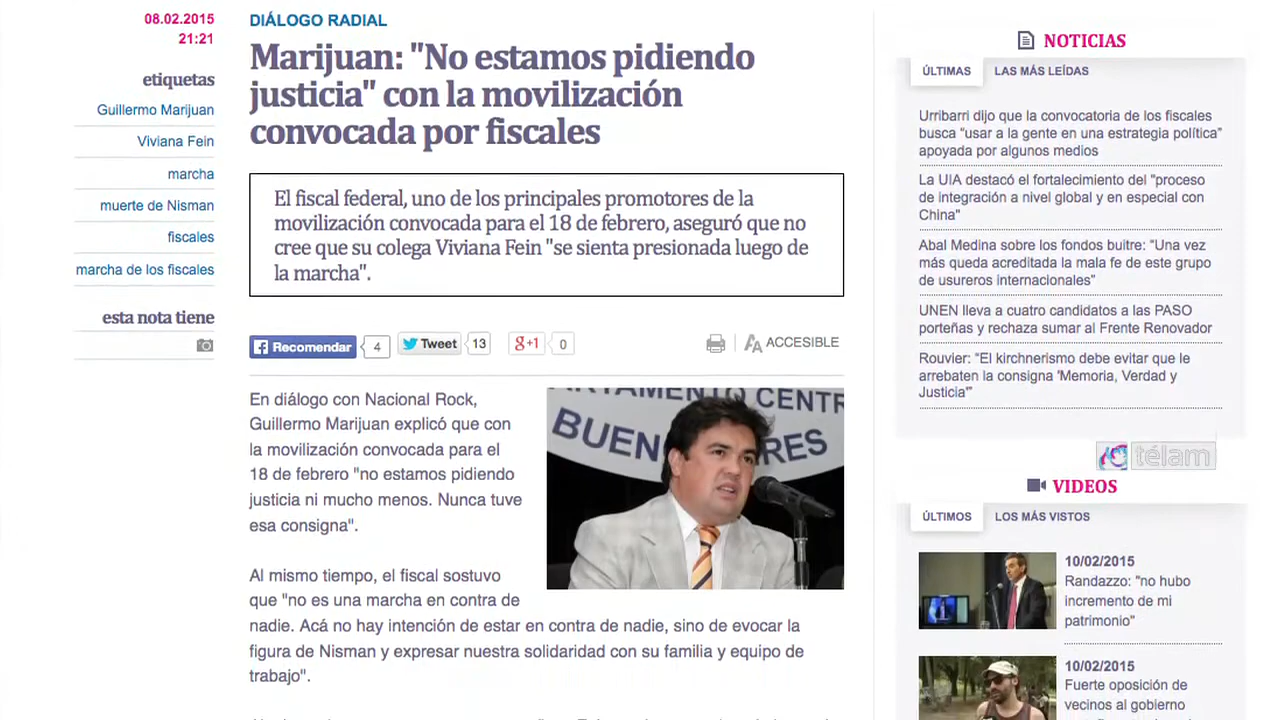 08.02.2015
21:21
etiquetas
Guillermo Marijuan
Viviana Fein
marcha
muerte de Nisman
fiscales
marcha de los fiscales
esta nota tiene
DIÁLOGO RADIAL
Marijuan: "No estamos pidiendo
justicia" con la movilización
convocada por fiscales
El fiscal federal, uno de los principales promotores de la
movilización convocada para el 18 de febrero, aseguró que no
cree que su colega Viviana Fein "se sienta presionada luego de
la marcha".
Recomendar 4 Tweet 13 g+1 0 ACCESIBLE
En diálogo con Nacional Rock,
Guillermo Marijuan explicó que con
la movilización convocada para el
18 de febrero "no estamos pidiendo
justicia ni mucho menos. Nunca tuve
esa consigna".
Al mismo tiempo, el fiscal sostuvo
que "no es una marcha en contra de
nadie. Acá no hay intención de estar en contra de nadie, sino de evocar la
figura de Nisman y expresar nuestra solidaridad con su familia y equipo de
trabajo".
NOTICIAS
ÚLTIMAS LAS MÁS LEÍDAS
Urribarri dijo que la convocatoria de los fiscales
busca “usar a la gente en una estrategia política”
apoyada por algunos medios
La UIA destacó el fortalecimiento del "proceso
de integración a nivel global y en especial con
China"
Abal Medina sobre los fondos buitre: “Una vez
más queda acreditada la mala fe de este grupo
de usureros internacionales”
UNEN lleva a cuatro candidatos a las PASO
porteñas y rechaza sumar al Frente Renovador
Rouvier: “El kirchnerismo debe evitar que le
arrebaten la consigna 'Memoria, Verdad y
Justicia'”
télam
VIDEOS
ÚLTIMOS LOS MÁS VISTOS
10/02/2015
Randazzo: "no hubo
incremento de mi
patrimonio”
10/02/2015
Fuerte oposición de
vecinos al gobierno